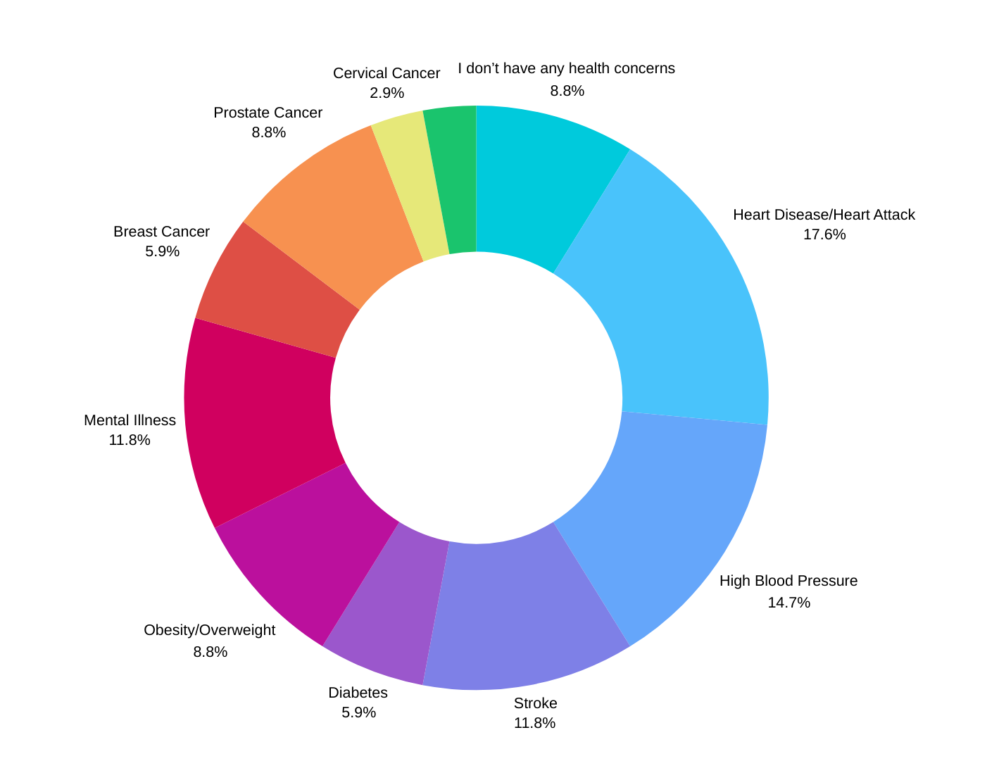 I don’t have any health concerns
8.8%
Heart Disease/Heart Attack
17.6%
High Blood Pressure
14.7%
Stroke
11.8%
Diabetes
5.9%
Obesity/Overweight
8.8%
Mental Illness
11.8%
Breast Cancer
5.9%
Prostate Cancer
8.8%
Cervical Cancer
2.9%